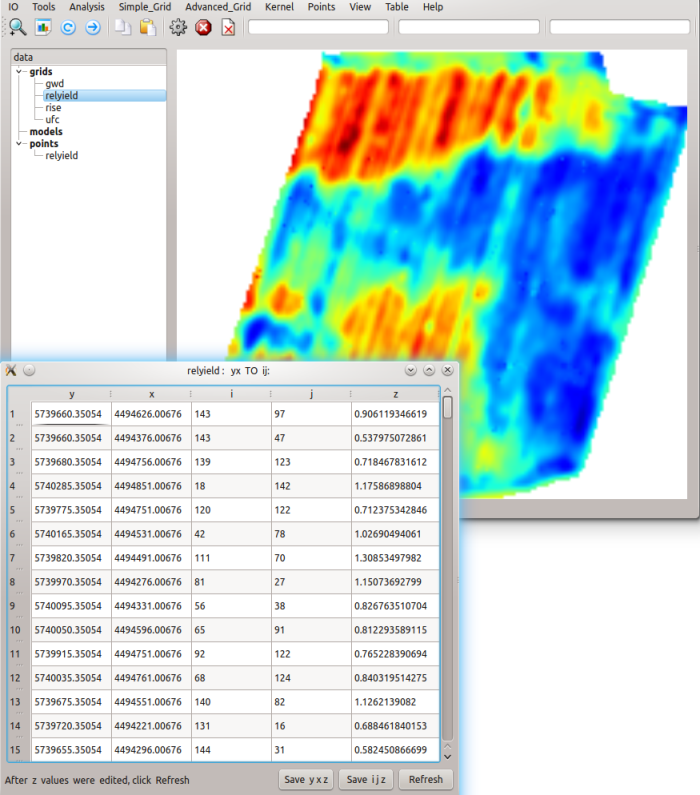 IO Tools Analysis Simple_Grid Advanced_Grid Kernel Points View Table Help
data
grids
gwd
relyield
rise
ufc
models
points
relyield
relyield : yx TO ij:
y x i j z
1 5739660.35054 4494626.00676 143 97 0.906119346619
2 5739660.35054 4494376.00676 143 47 0.537975072861
3 5739680.35054 4494756.00676 139 123 0.718467831612
4 5740285.35054 4494851.00676 18 142 1.17586898804
5 5739775.35054 4494751.00676 120 122 0.712375342846
6 5740165.35054 4494531.00676 42 78 1.02690494061
7 5739820.35054 4494491.00676 111 70 1.30853497982
8 5739970.35054 4494276.00676 81 27 1.15073692799
9 5740095.35054 4494331.00676 56 38 0.826763510704
10 5740050.35054 4494596.00676 65 91 0.812293589115
11 5739915.35054 4494751.00676 92 122 0.765228390694
12 5740035.35054 4494761.00676 68 124 0.840319514275
13 5739675.35054 4494551.00676 140 82 1.1262139082
14 5739720.35054 4494221.00676 131 16 0.688461840153
15 5739655.35054 4494296.00676 144 31 0.582450866699
After z values were edited, click Refresh Save y x z Save i j z Refresh